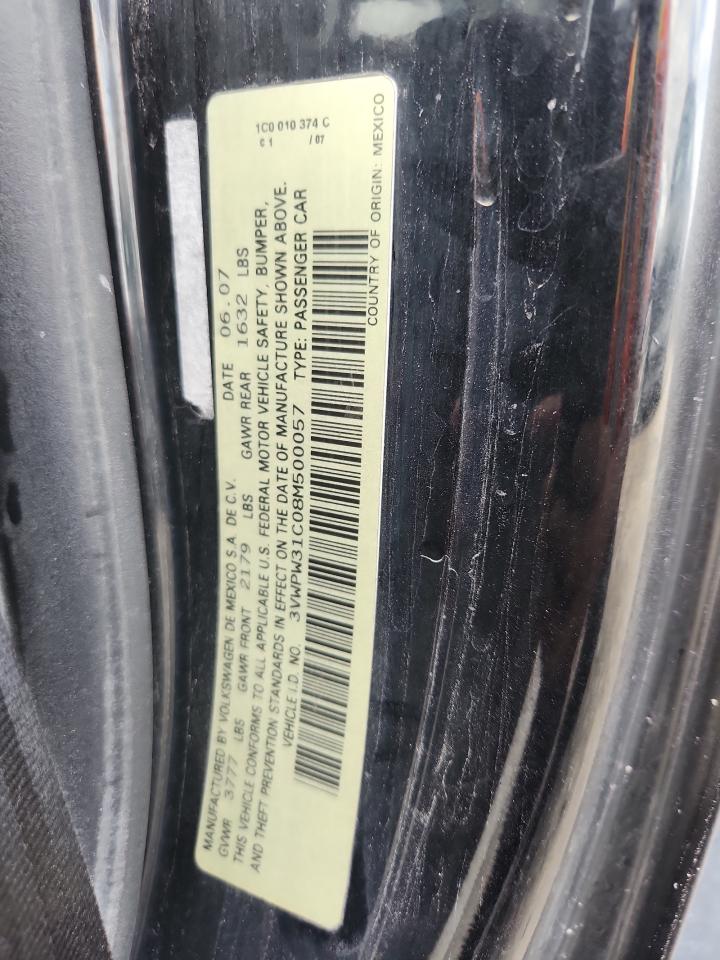 MANUFACTURED BY VOLKSWAGEN DE MEXICO S.A. DE C.V. DATE 06.07
GVWR 3777 LBS GAWR FRONT 2179 LBS GAWR REAR 1632 LBS
THIS VEHICLE CONFORMS TO ALL APPLICABLE U.S. FEDERAL MOTOR VEHICLE SAFETY, BUMPER,
AND THEFT PREVENTION STANDARDS IN EFFECT ON THE DATE OF MANUFACTURE SHOWN ABOVE.
VEHICLE I.D. NO. 3VWPW31C08M500057 TYPE: PASSENGER CAR
COUNTRY OF ORIGIN: MEXICO
1C0 010 374 C
C 1 / 07